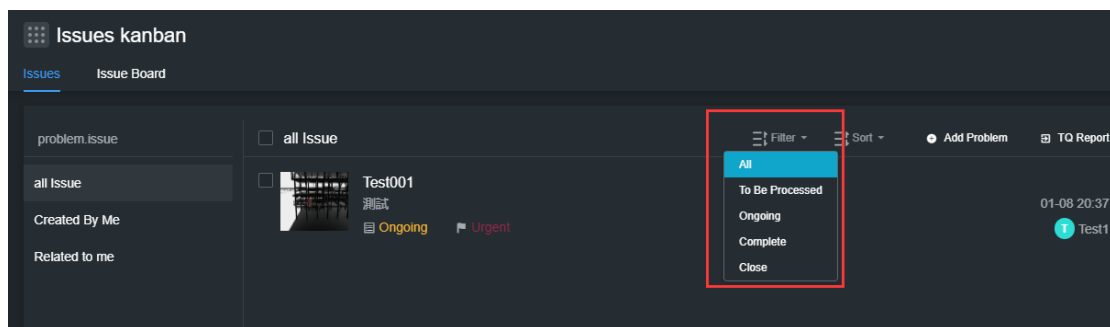 Issues kanban
Issues Issue Board
problem.issue all Issue Filter Sort Add Problem TQ Report
all Issue
Created By Me
Related to me
Test001
測試
Ongoing Urgent
All
To Be Processed
Ongoing
Complete
Close
01-08 20:37
T Test1